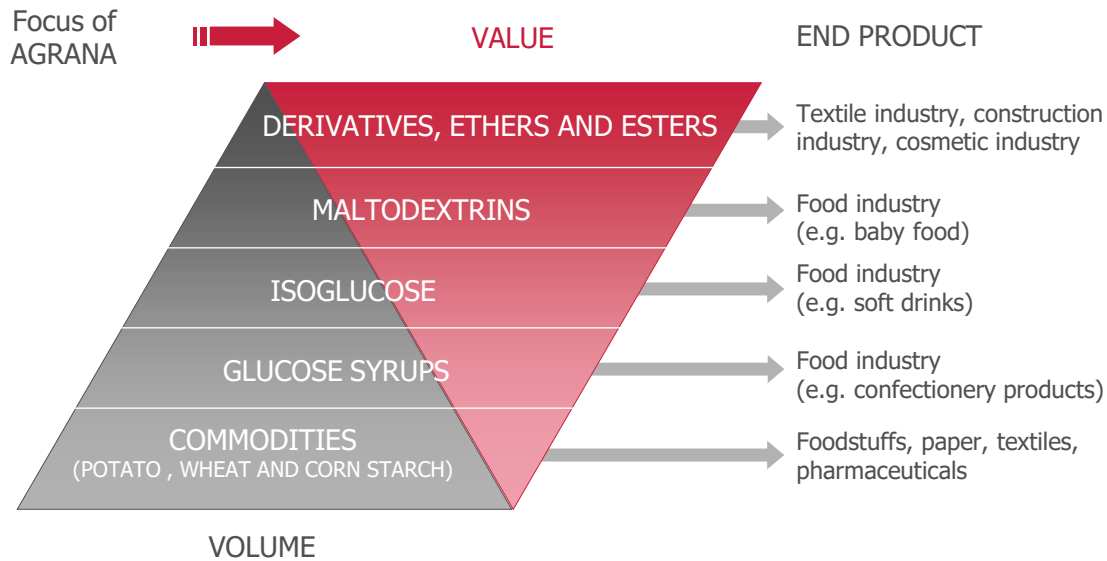 Focus of
AGRANA
VALUE
END PRODUCT
DERIVATIVES, ETHERS AND ESTERS
Textile industry, construction
industry, cosmetic industry
MALTODEXTRINS
Food industry
(e.g. baby food)
ISOGLUCOSE
Food industry
(e.g. soft drinks)
GLUCOSE SYRUPS
Food industry
(e.g. confectionery products)
COMMODITIES
(POTATO , WHEAT AND CORN STARCH)
Foodstuffs, paper, textiles,
pharmaceuticals
VOLUME